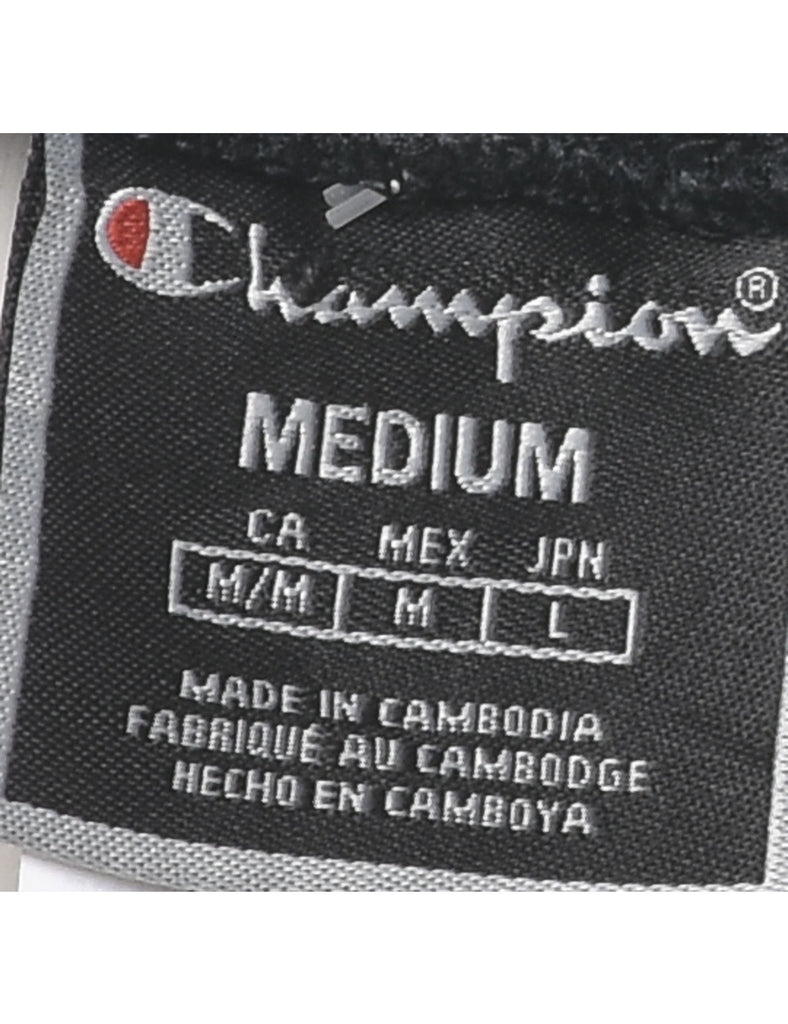 Champion®
MEDIUM
CA MEX JPN
M/M M L
MADE IN CAMBODIA
FABRIQUÉ AU CAMBODGE
HECHO EN CAMBOYA